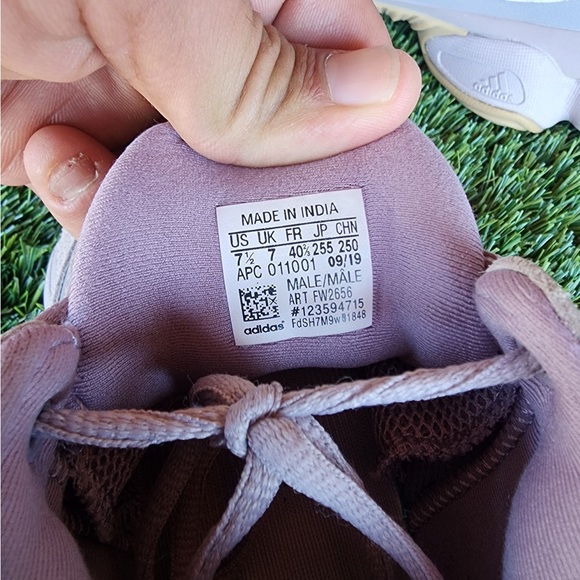 MADE IN INDIA
US UK FR JP CHN
7½ 7 40⅔ 255 250
APC 011001 09/19
MALE/MÂLE
ART FW2656
#123594715
adidas FdSH7M9w81848
adidas